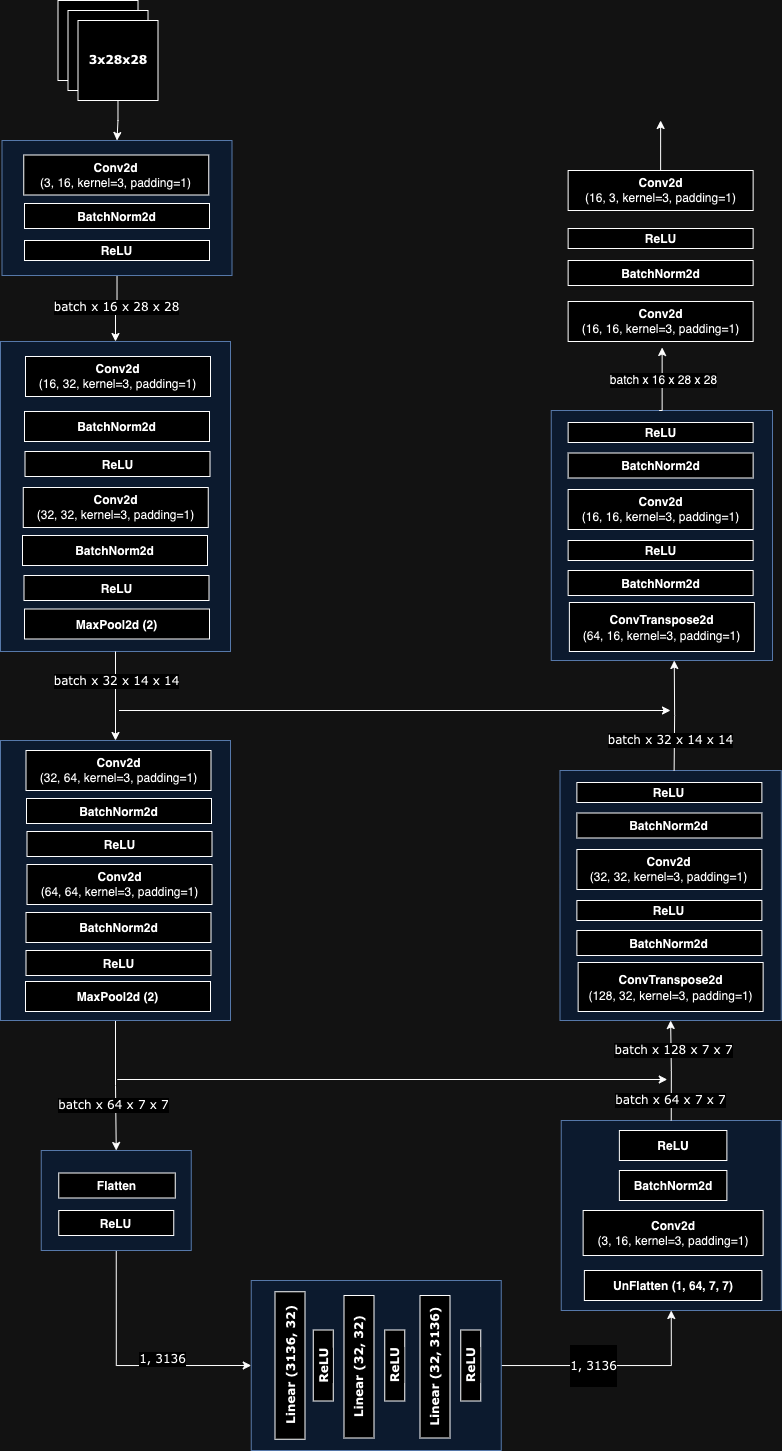 3x28x28
Conv2d
(3, 16, kernel=3, padding=1)
BatchNorm2d
ReLU
batch x 16 x 28 x 28
Conv2d
(16, 32, kernel=3, padding=1)
BatchNorm2d
ReLU
Conv2d
(32, 32, kernel=3, padding=1)
BatchNorm2d
ReLU
MaxPool2d (2)
batch x 32 x 14 x 14
Conv2d
(32, 64, kernel=3, padding=1)
BatchNorm2d
ReLU
Conv2d
(64, 64, kernel=3, padding=1)
BatchNorm2d
ReLU
MaxPool2d (2)
batch x 64 x 7 x 7
Flatten
ReLU
1, 3136
Linear (3136, 32)
ReLU
Linear (32, 32)
ReLU
Linear (32, 3136)
ReLU
1, 3136
Conv2d
(16, 3, kernel=3, padding=1)
ReLU
BatchNorm2d
Conv2d
(16, 16, kernel=3, padding=1)
batch x 16 x 28 x 28
ReLU
BatchNorm2d
Conv2d
(16, 16, kernel=3, padding=1)
ReLU
BatchNorm2d
ConvTranspose2d
(64, 16, kernel=3, padding=1)
batch x 32 x 14 x 14
ReLU
BatchNorm2d
Conv2d
(32, 32, kernel=3, padding=1)
ReLU
BatchNorm2d
ConvTranspose2d
(128, 32, kernel=3, padding=1)
batch x 128 x 7 x 7
batch x 64 x 7 x 7
ReLU
BatchNorm2d
Conv2d
(3, 16, kernel=3, padding=1)
UnFlatten (1, 64, 7, 7)